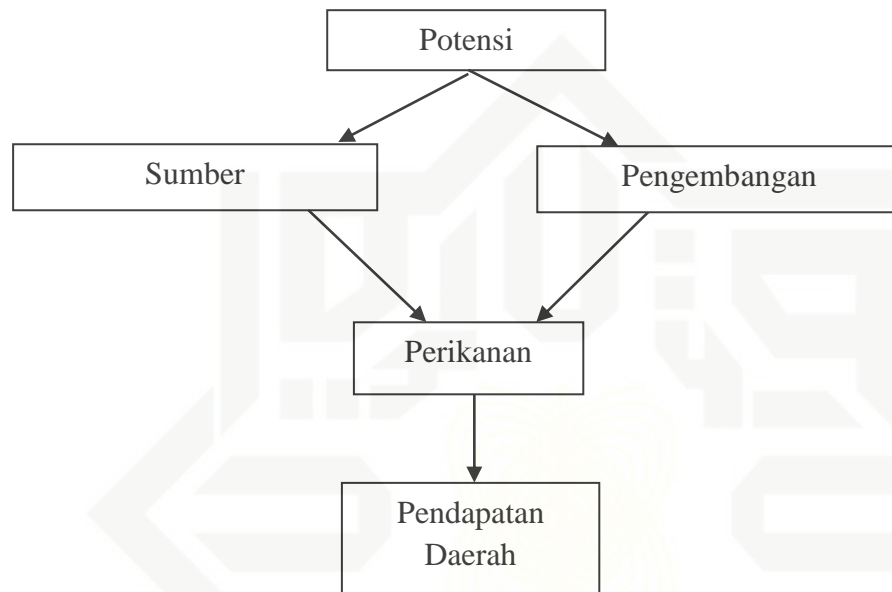 Potensi
Sumber
Pengembangan
Perikanan
Pendapatan
Daerah